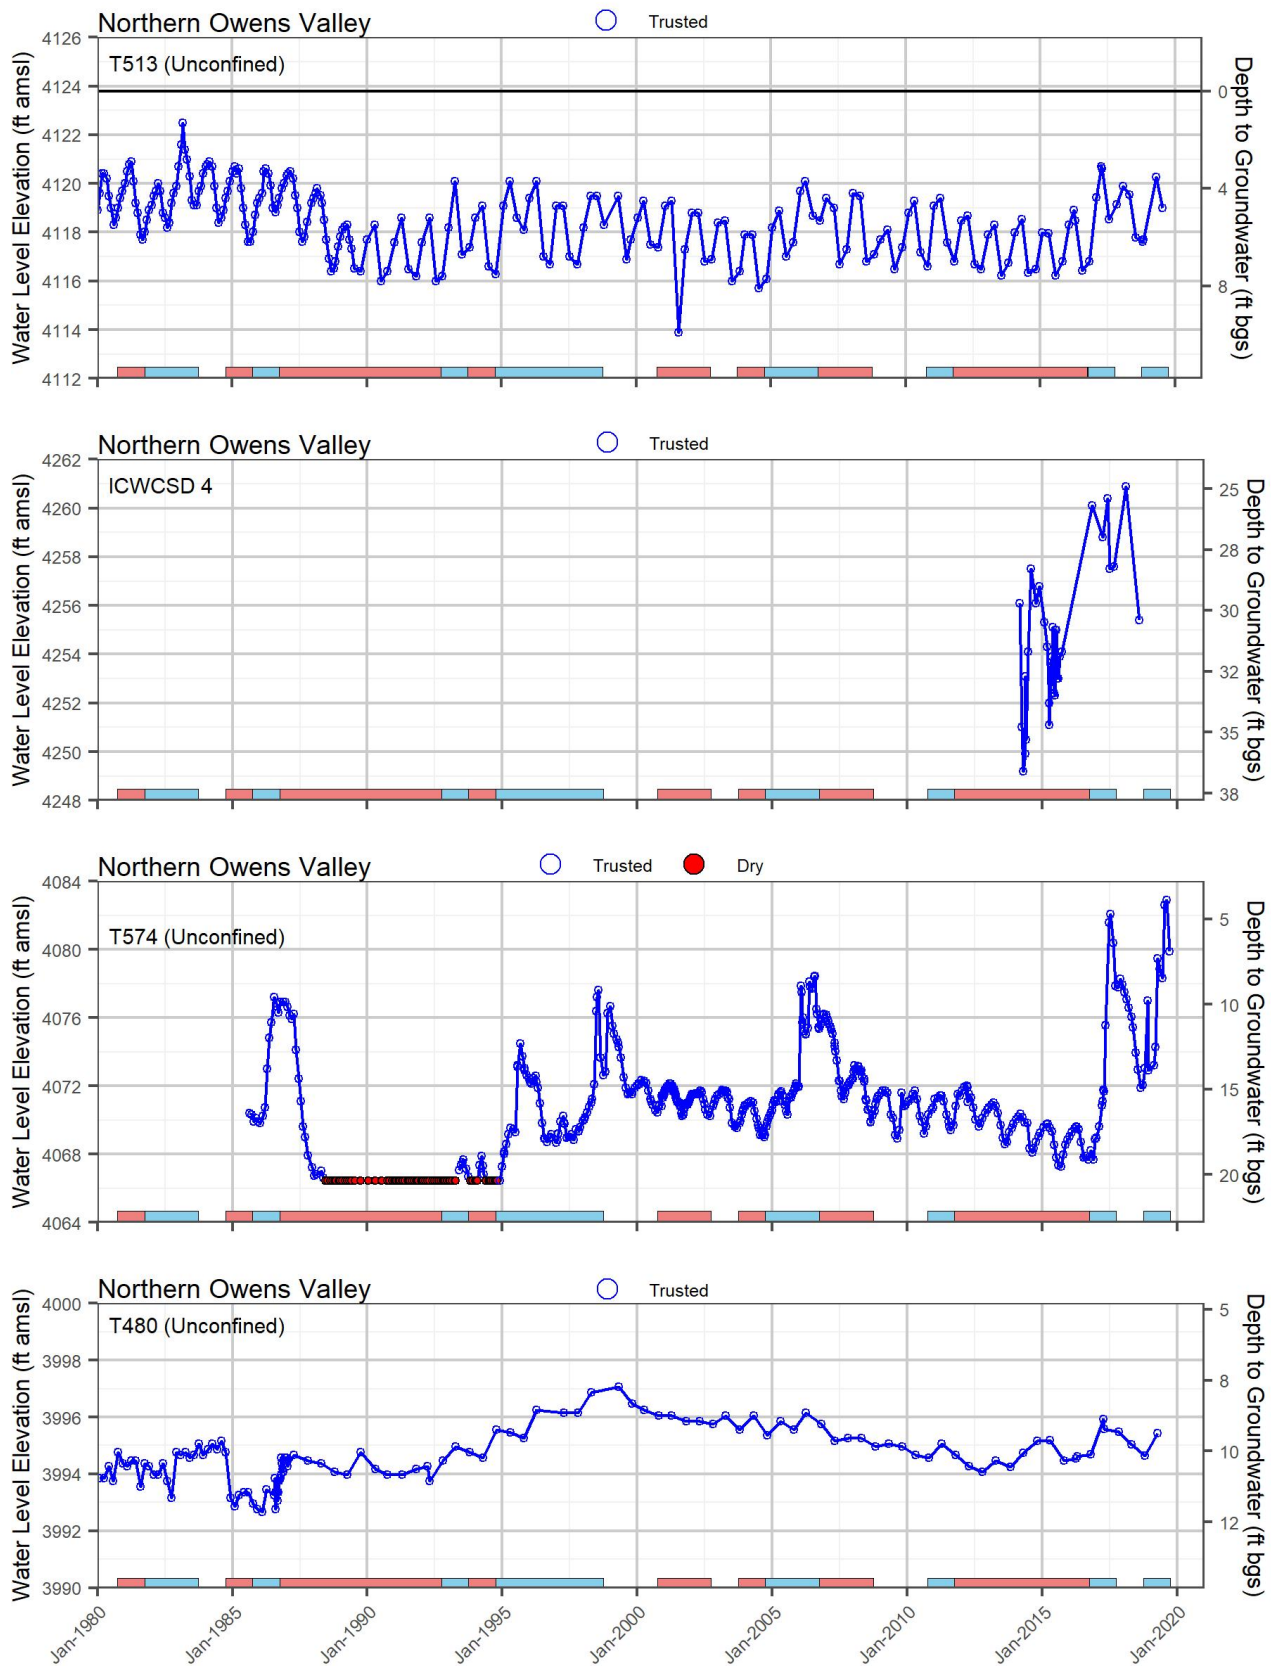 Northern Owens Valley
Trusted
T513 (Unconfined)
Water Level Elevation (ft amsl)
4126
4124
4122
4120
4118
4116
4114
4112
0
4
8
Depth to Groundwater (ft bgs)
Northern Owens Valley
Trusted
ICWCSD 4
Water Level Elevation (ft amsl)
4262
4260
4258
4256
4254
4252
4250
4248
25
28
30
32
35
38
Depth to Groundwater (ft bgs)
Northern Owens Valley
Trusted Dry
T574 (Unconfined)
Water Level Elevation (ft amsl)
4084
4080
4076
4072
4068
4064
5
10
15
20
Depth to Groundwater (ft bgs)
Northern Owens Valley
Trusted
T480 (Unconfined)
Water Level Elevation (ft amsl)
4000
3998
3996
3994
3992
3990
5
8
10
12
Depth to Groundwater (ft bgs)
Jan-1980 Jan-1985 Jan-1990 Jan-1995 Jan-2000 Jan-2005 Jan-2010 Jan-2015 Jan-2020